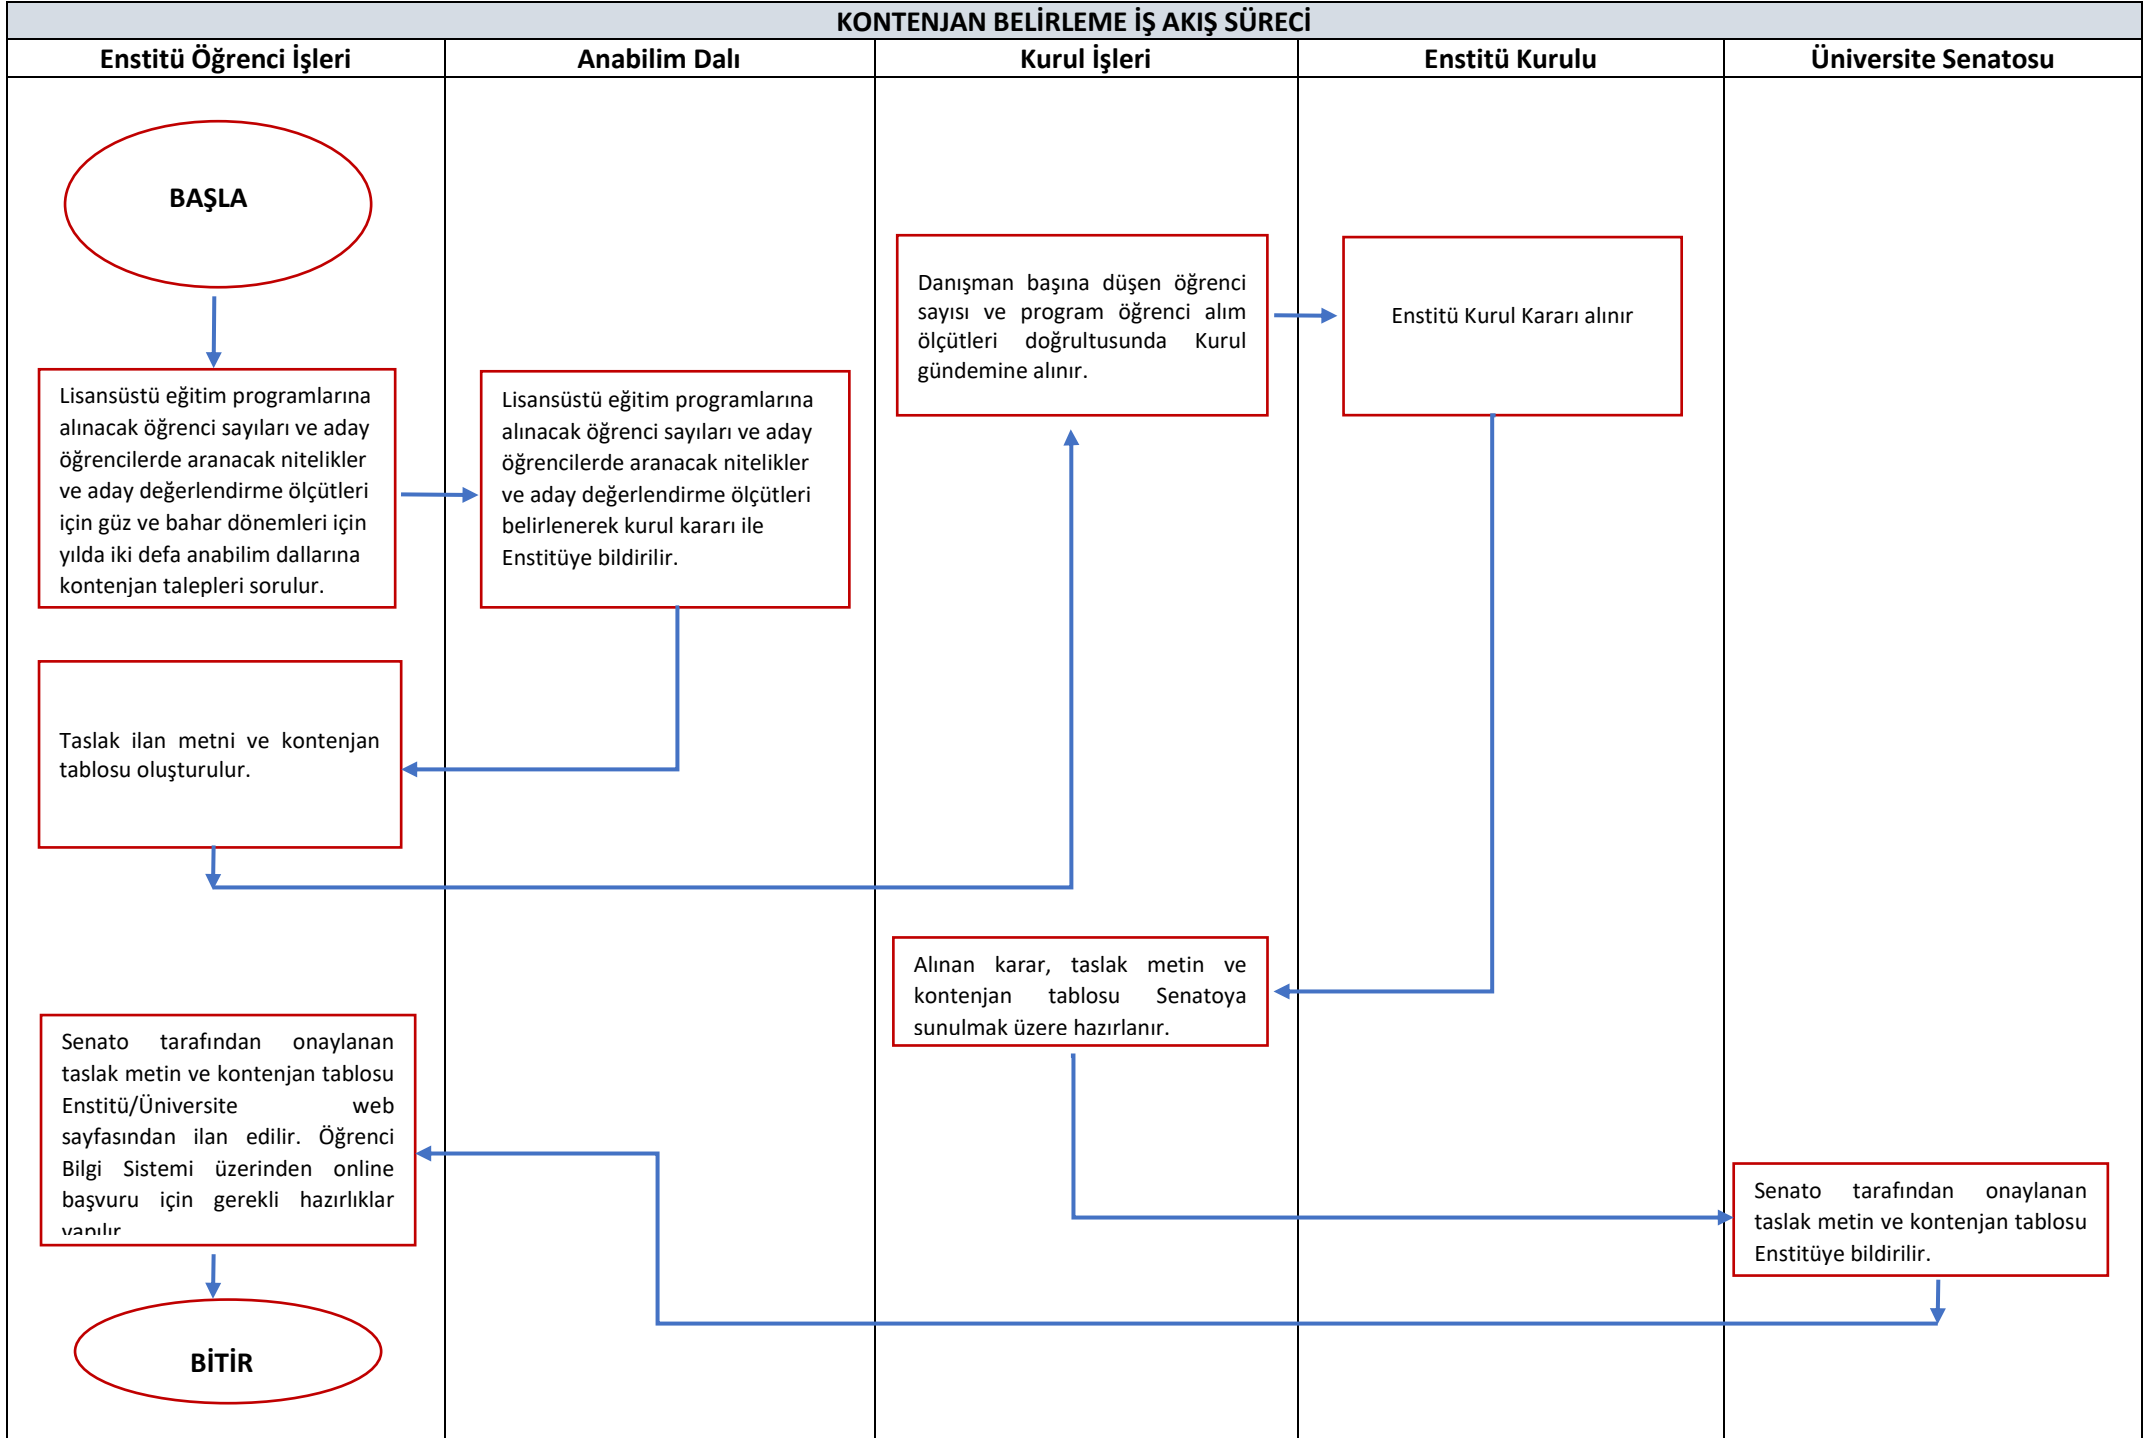 KONTENJAN BELİRLEME İŞ AKIŞ SÜRECİ
Enstitü Öğrenci İşleri
Anabilim Dalı
Kurul İşleri
Enstitü Kurulu
Üniversite Senatosu
BAŞLA
Lisansüstü eğitim programlarına
alınacak öğrenci sayıları ve aday
öğrencilerde aranacak nitelikler
ve aday değerlendirme ölçütleri
için güz ve bahar dönemleri için
yılda iki defa anabilim dallarına
kontenjan talepleri sorulur.
Lisansüstü eğitim programlarına
alınacak öğrenci sayıları ve aday
öğrencilerde aranacak nitelikler
ve aday değerlendirme ölçütleri
belirlenerek kurul kararı ile
Enstitüye bildirilir.
Taslak ilan metni ve kontenjan
tablosu oluşturulur.
Danışman başına düşen öğrenci
sayısı ve program öğrenci alım
ölçütleri doğrultusunda Kurul
gündemine alınır.
Enstitü Kurul Kararı alınır
Alınan karar, taslak metin ve
kontenjan tablosu Senatoya
sunulmak üzere hazırlanır.
Senato tarafından onaylanan
taslak metin ve kontenjan tablosu
Enstitüye bildirilir.
Senato tarafından onaylanan
taslak metin ve kontenjan tablosu
Enstitü/Üniversite web
sayfasından ilan edilir. Öğrenci
Bilgi Sistemi üzerinden online
başvuru için gerekli hazırlıklar
yapılır
BİTİR